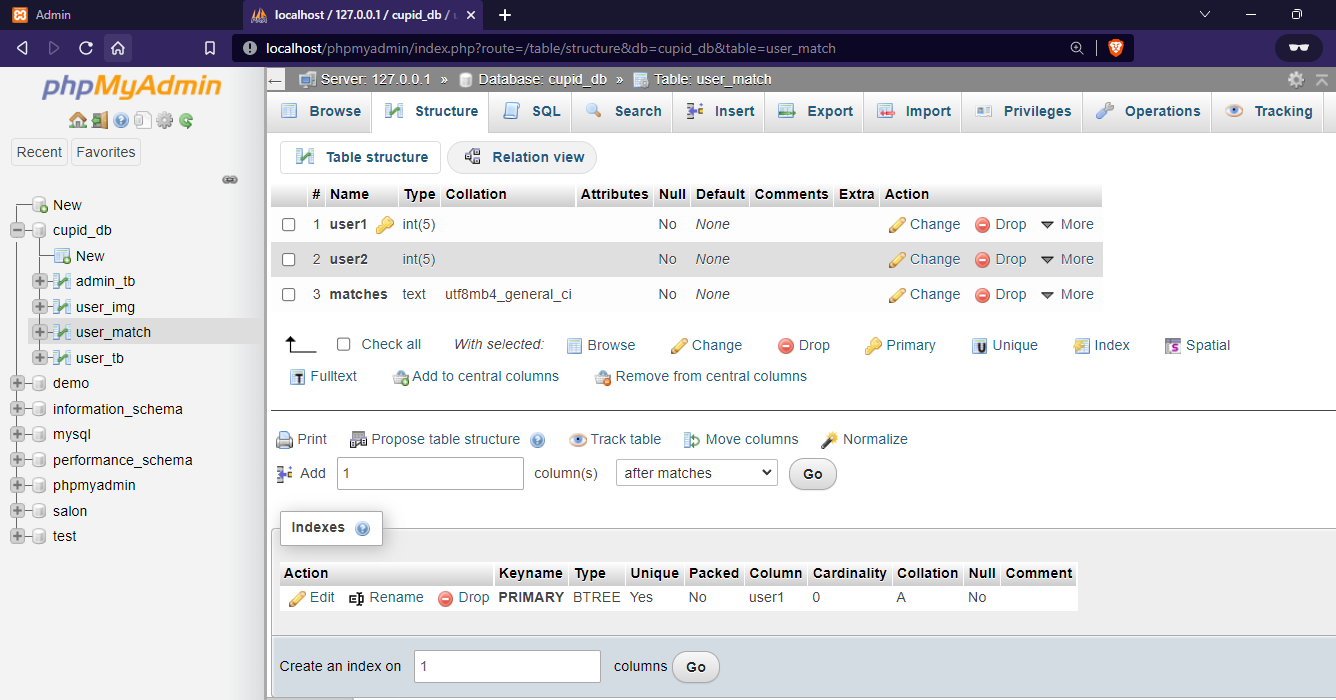 Admin
localhost / 127.0.0.1 / cupid_db /
localhost/phpmyadmin/index.php?route=/table/structure&db=cupid_db&table=user_match
phpMyAdmin
Recent Favorites
New
cupid_db
New
admin_tb
user_img
user_match
user_tb
demo
information_schema
mysql
performance_schema
phpmyadmin
salon
test
Server: 127.0.0.1 » Database: cupid_db » Table: user_match
Browse Structure SQL Search Insert Export Import Privileges Operations Tracking
Table structure Relation view
# Name Type Collation Attributes Null Default Comments Extra Action
1 user1 int(5) No None Change Drop More
2 user2 int(5) No None Change Drop More
3 matches text utf8mb4_general_ci No None Change Drop More
Check all With selected: Browse Change Drop Primary Unique Index Spatial
Fulltext Add to central columns Remove from central columns
Print Propose table structure Track table Move columns Normalize
Add 1 column(s) after matches Go
Indexes
Action Keyname Type Unique Packed Column Cardinality Collation Null Comment
Edit Rename Drop PRIMARY BTREE Yes No user1 0 A No
Create an index on 1 columns Go